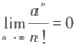 lim_{n→∞} a^n / n! = 0